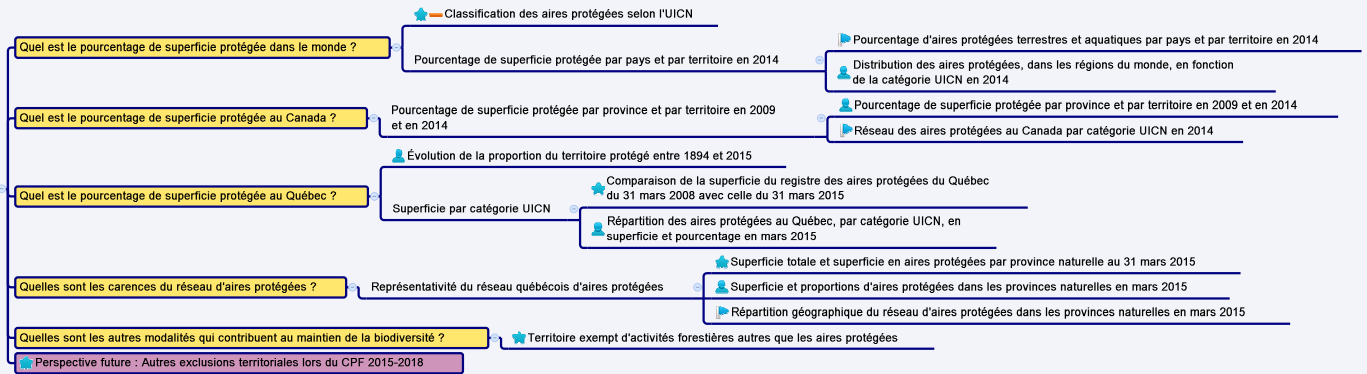 Quel est le pourcentage de superficie protégée dans le monde ?
Classification des aires protégées selon l'UICN
Pourcentage de superficie protégée par pays et par territoire en 2014
Pourcentage d'aires protégées terrestres et aquatiques par pays et par territoire en 2014
Distribution des aires protégées, dans les régions du monde, en fonction
de la catégorie UICN en 2014
Quel est le pourcentage de superficie protégée au Canada ?
Pourcentage de superficie protégée par province et par territoire en 2009
et en 2014
Pourcentage de superficie protégée par province et par territoire en 2009 et en 2014
Réseau des aires protégées au Canada par catégorie UICN en 2014
Quel est le pourcentage de superficie protégée au Québec ?
Évolution de la proportion du territoire protégé entre 1894 et 2015
Superficie par catégorie UICN
Comparaison de la superficie du registre des aires protégées du Québec
du 31 mars 2008 avec celle du 31 mars 2015
Répartition des aires protégées au Québec, par catégorie UICN, en
superficie et pourcentage en mars 2015
Quelles sont les carences du réseau d'aires protégées ?
Représentativité du réseau québécois d'aires protégées
Superficie totale et superficie en aires protégées par province naturelle au 31 mars 2015
Superficie et proportions d'aires protégées dans les provinces naturelles en mars 2015
Répartition géographique du réseau d'aires protégées dans les provinces naturelles en mars 2015
Quelles sont les autres modalités qui contribuent au maintien de la biodiversité ?
Territoire exempt d'activités forestières autres que les aires protégées
Perspective future : Autres exclusions territoriales lors du CPF 2015-2018